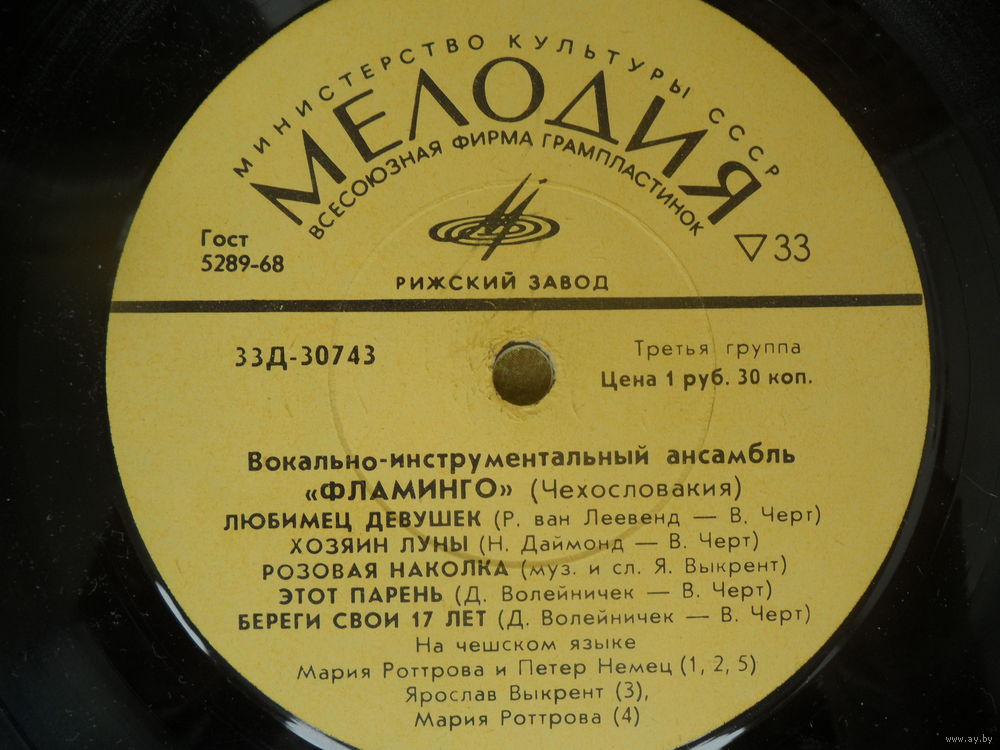 МИНИСТЕРСТВО КУЛЬТУРЫ СССР
МЕЛОДИЯ
ВСЕСОЮЗНАЯ ФИРМА ГРАМПЛАСТИНОК
Гост
5289-68
▽33
РИЖСКИЙ ЗАВОД
33Д-30743
Третья группа
Цена 1 руб. 30 коп.
Вокально-инструментальный ансамбль
«ФЛАМИНГО» (Чехословакия)
ЛЮБИМЕЦ ДЕВУШЕК (Р. ван Леевенд — В. Черт)
ХОЗЯИН ЛУНЫ (Н. Даймонд — В. Черт)
РОЗОВАЯ НАКОЛКА (муз. и сл. Я. Выкрент)
ЭТОТ ПАРЕНЬ (Д. Волейничек — В. Черт)
БЕРЕГИ СВОИ 17 ЛЕТ (Д. Волейничек — В. Черт)
На чешском языке
Мария Роттрова и Петер Немец (1, 2, 5)
Ярослав Выкрент (3),
Мария Роттрова (4)
www.ay.by